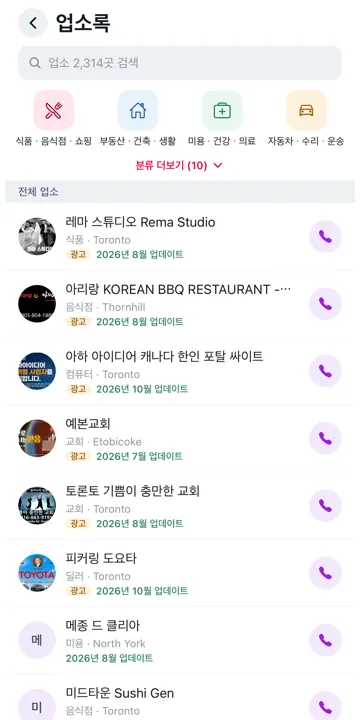 업소록
업소 2,314곳 검색
식품 · 음식점 · 쇼핑
부동산 · 건축 · 생활
미용 · 건강 · 의료
자동차 · 수리 · 운송
분류 더보기 (10)
전체 업소
레마 스튜디오 Rema Studio
식품 · Toronto
광고 2026년 8월 업데이트
아리랑 KOREAN BBQ RESTAURANT -…
음식점 · Thornhill
광고 2026년 8월 업데이트
아하 아이디어 캐나다 한인 포탈 싸이트
컴퓨터 · Toronto
광고 2026년 10월 업데이트
예본교회
교회 · Etobicoke
광고 2026년 7월 업데이트
토론토 기쁨이 충만한 교회
교회 · Toronto
광고 2026년 8월 업데이트
TOYOTA
피커링 도요타
딜러 · Toronto
광고 2026년 10월 업데이트
메
메종 드 클리아
미용 · North York
2026년 8월 업데이트
미
미드타운 Sushi Gen
음식점 · Toronto